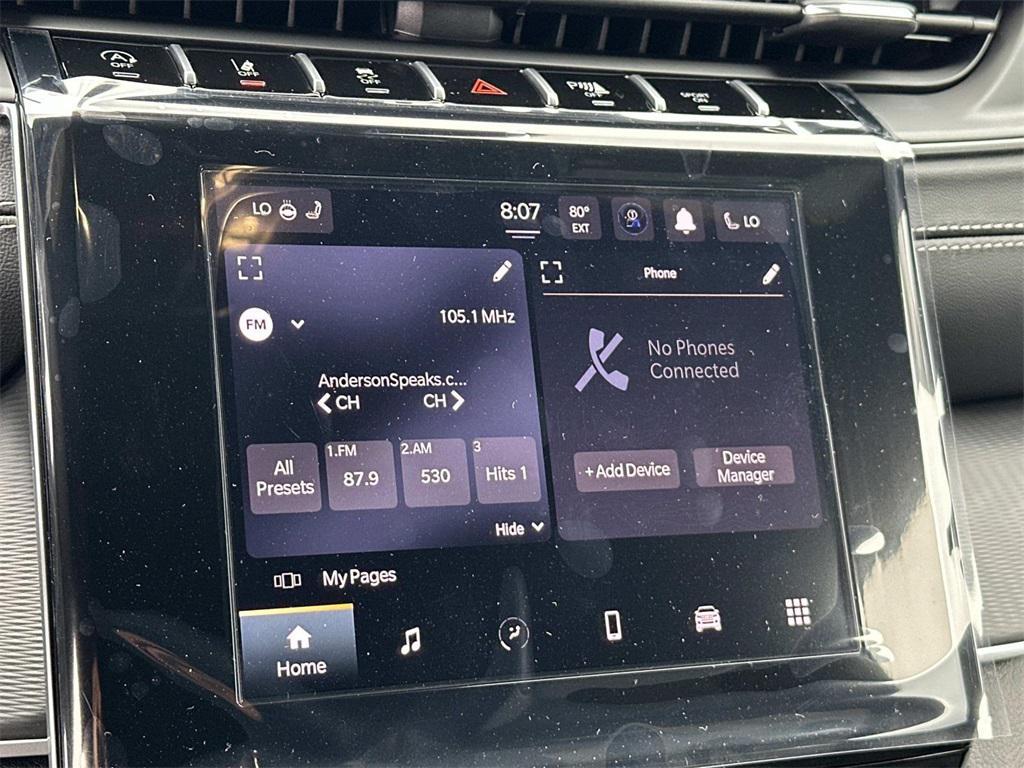 A
OFF
OFF
OFF
P
OFF
SPORT
ON
LO
8:07
80°
EXT
LO
FM
105.1 MHz
AndersonSpeaks.c...
CH
CH
All
Presets
1.FM
87.9
2.AM
530
3
Hits 1
Hide
Phone
No Phones
Connected
+ Add Device
Device
Manager
My Pages
Home